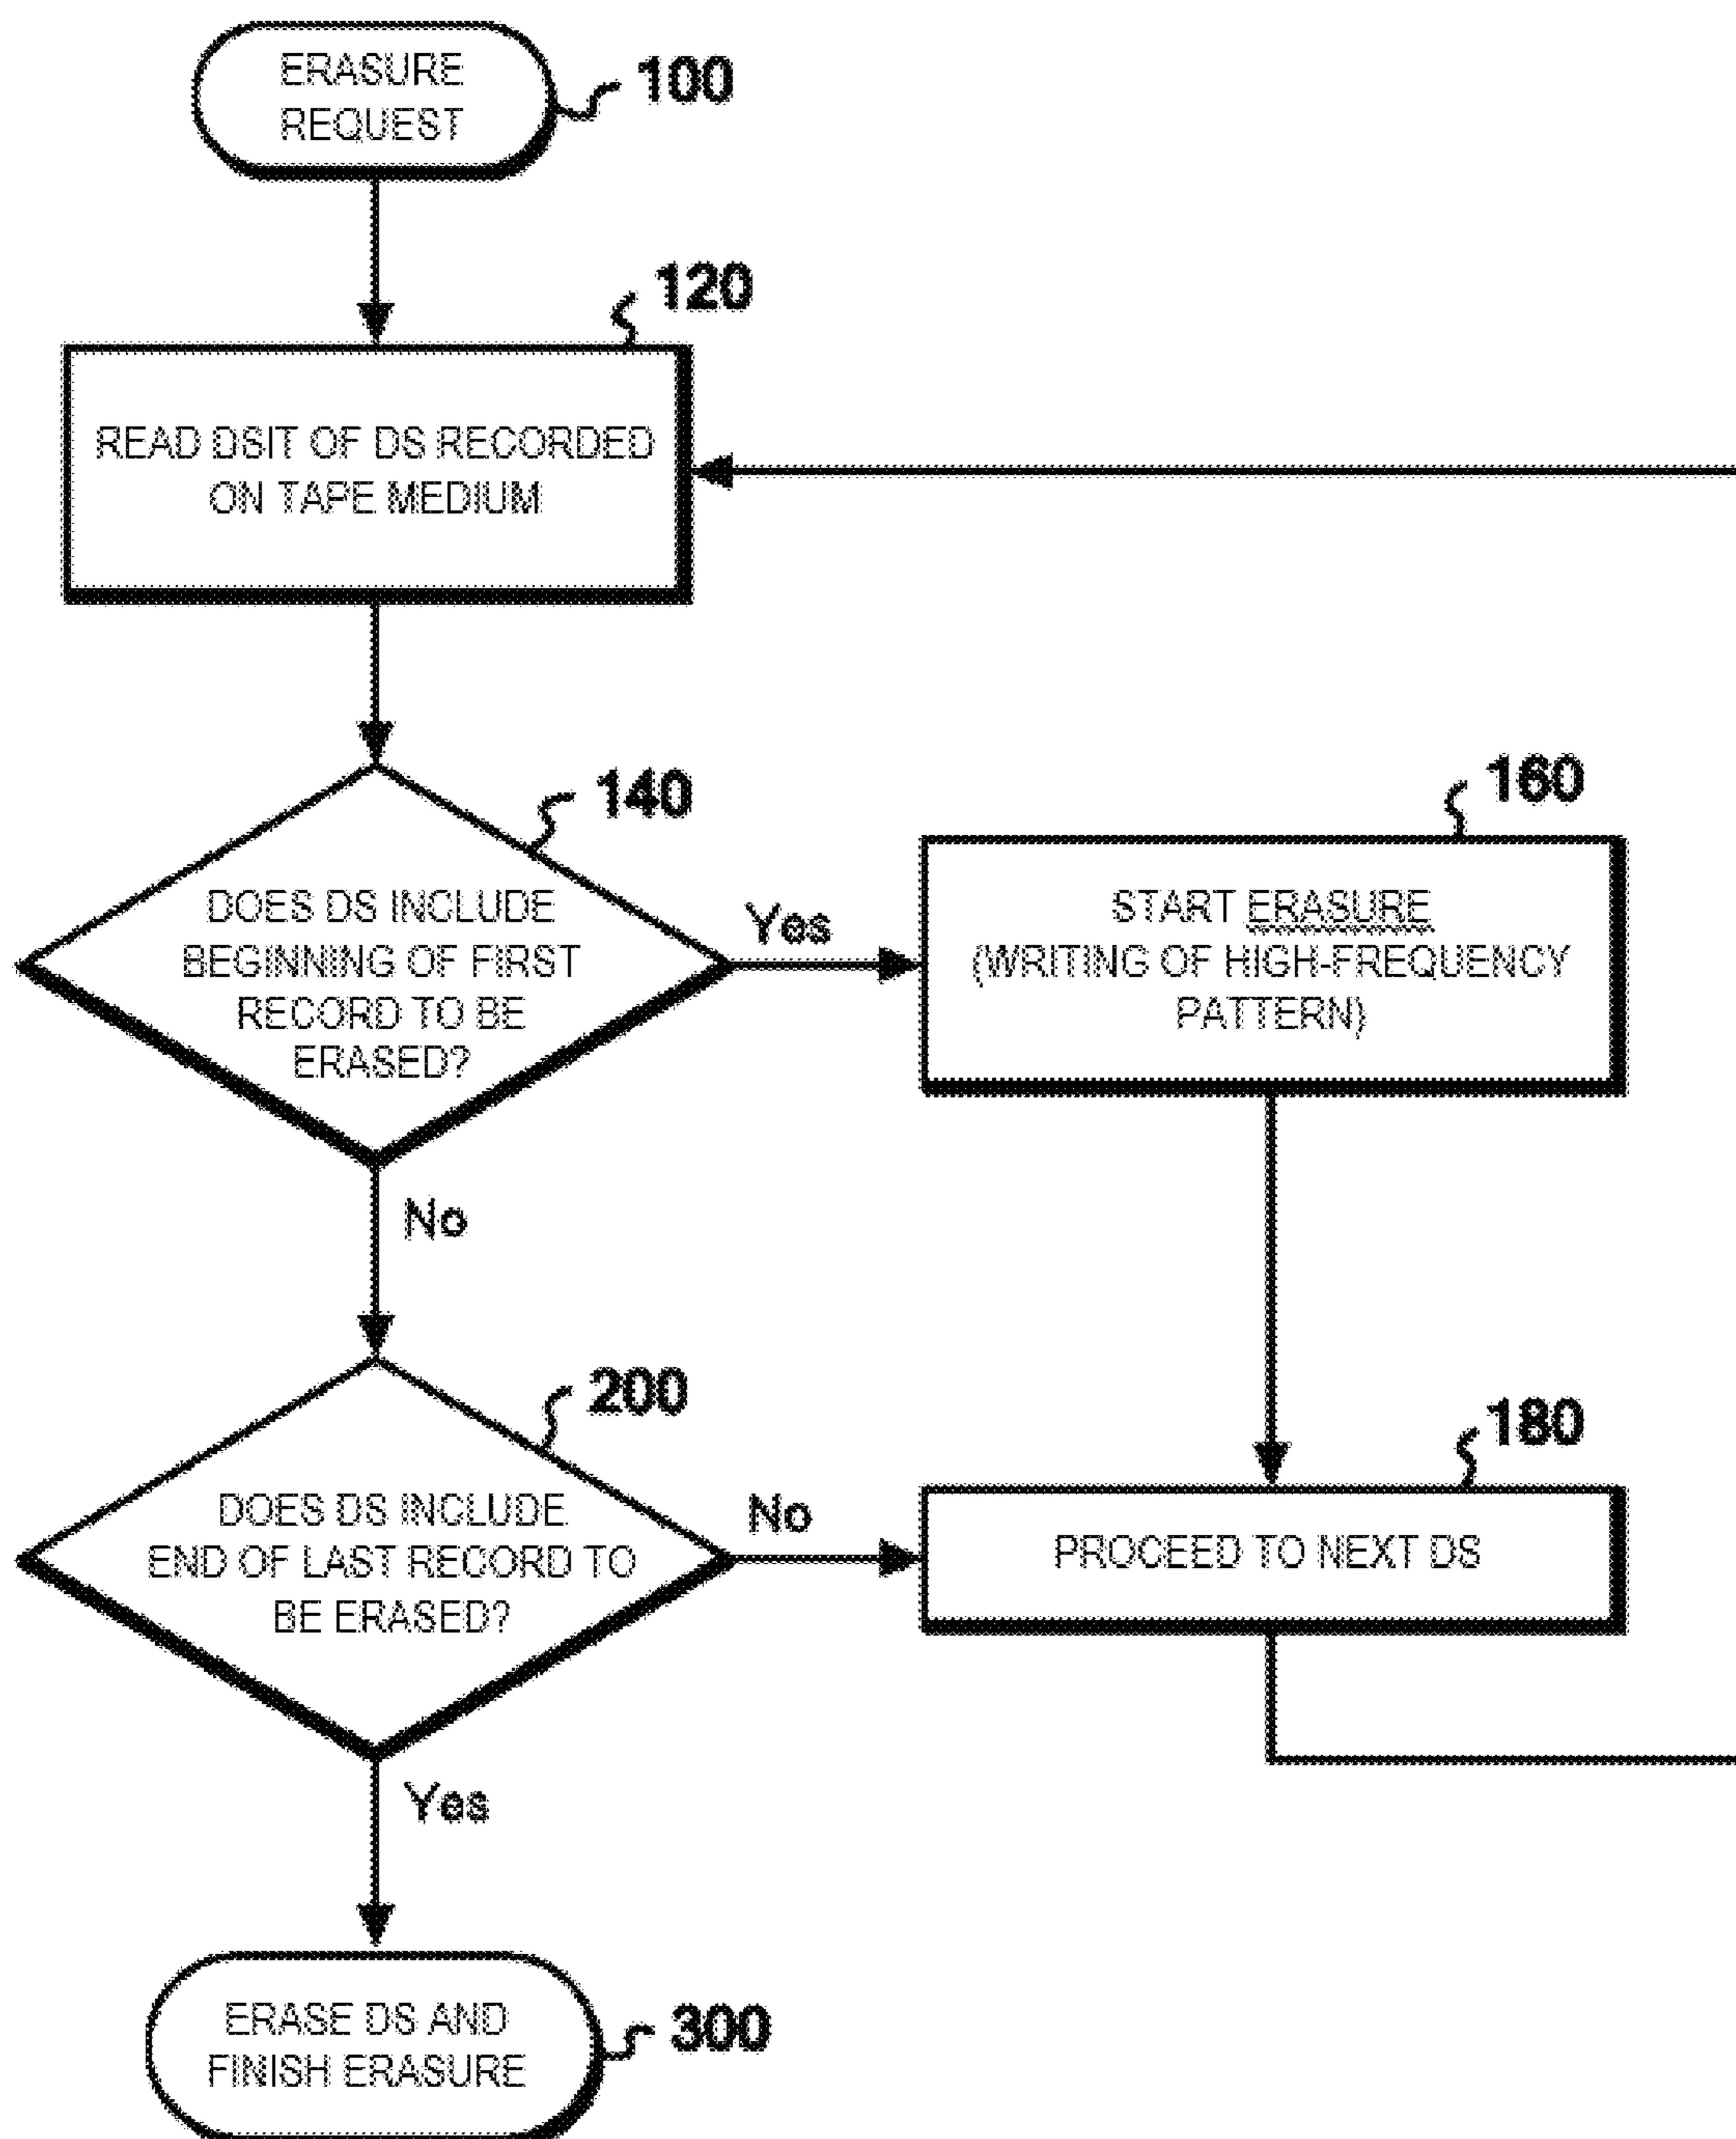 ERASURE
REQUEST
100
120
READ DSIT OF DS RECORDED
ON TAPE MEDIUM
140
DOES DS INCLUDE
BEGINNING OF FIRST
RECORD TO BE
ERASED?
Yes
160
START ERASURE
(WRITING OF HIGH-FREQUENCY
PATTERN)
No
200
DOES DS INCLUDE
END OF LAST RECORD TO
BE ERASED?
No
180
PROCEED TO NEXT DS
Yes
ERASE DS AND
FINISH ERASURE
300